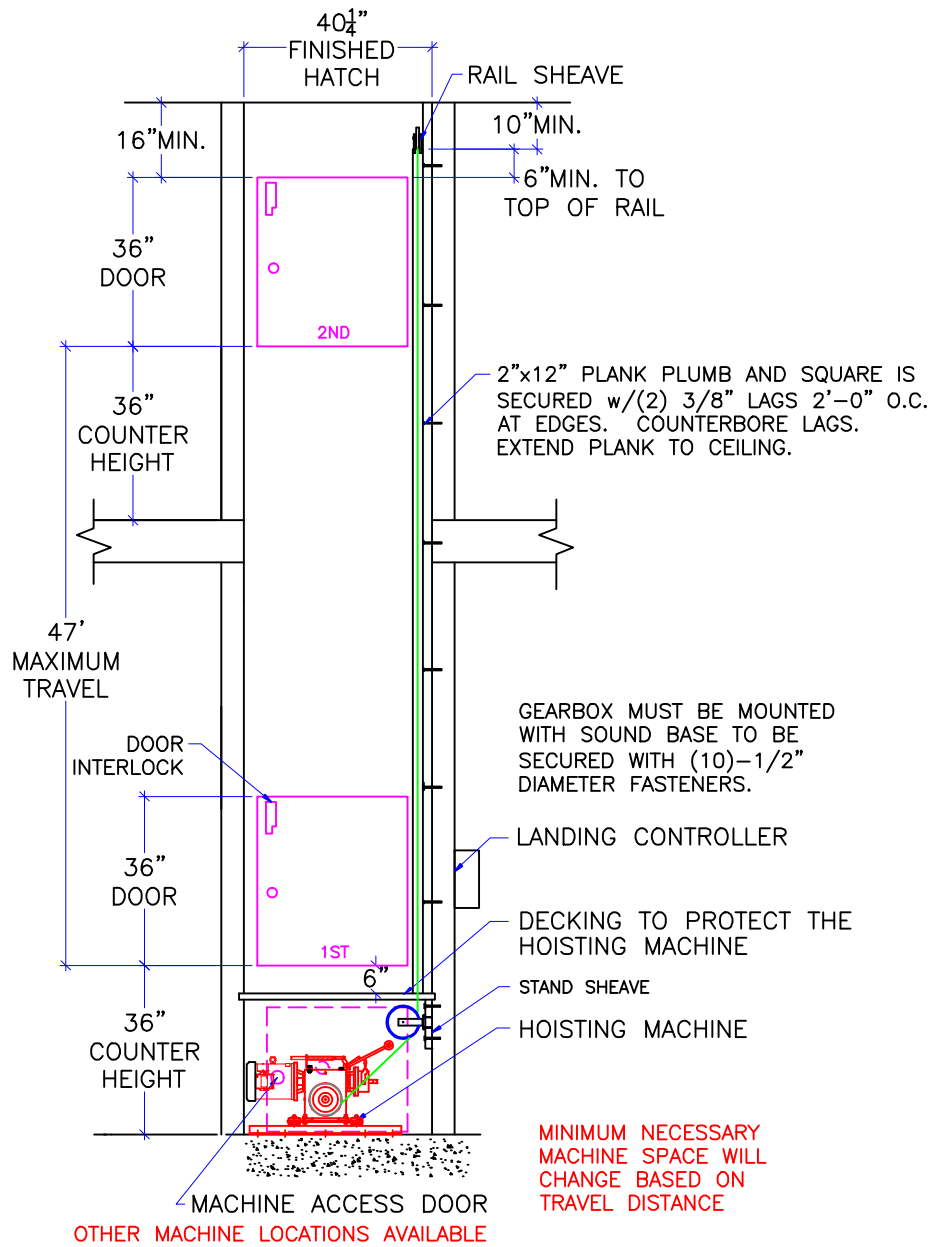 40 1/4"
FINISHED
HATCH
RAIL SHEAVE
16"MIN.
10"MIN.
6"MIN. TO
TOP OF RAIL
36"
DOOR
2ND
2"x12" PLANK PLUMB AND SQUARE IS
SECURED w/(2) 3/8" LAGS 2'-0" O.C.
AT EDGES. COUNTERBORE LAGS.
EXTEND PLANK TO CEILING.
36"
COUNTER
HEIGHT
47'
MAXIMUM
TRAVEL
GEARBOX MUST BE MOUNTED
WITH SOUND BASE TO BE
SECURED WITH (10)-1/2"
DIAMETER FASTENERS.
DOOR
INTERLOCK
LANDING CONTROLLER
36"
DOOR
1ST
DECKING TO PROTECT THE
HOISTING MACHINE
6"
STAND SHEAVE
36"
COUNTER
HEIGHT
HOISTING MACHINE
MINIMUM NECESSARY
MACHINE SPACE WILL
CHANGE BASED ON
TRAVEL DISTANCE
MACHINE ACCESS DOOR
OTHER MACHINE LOCATIONS AVAILABLE